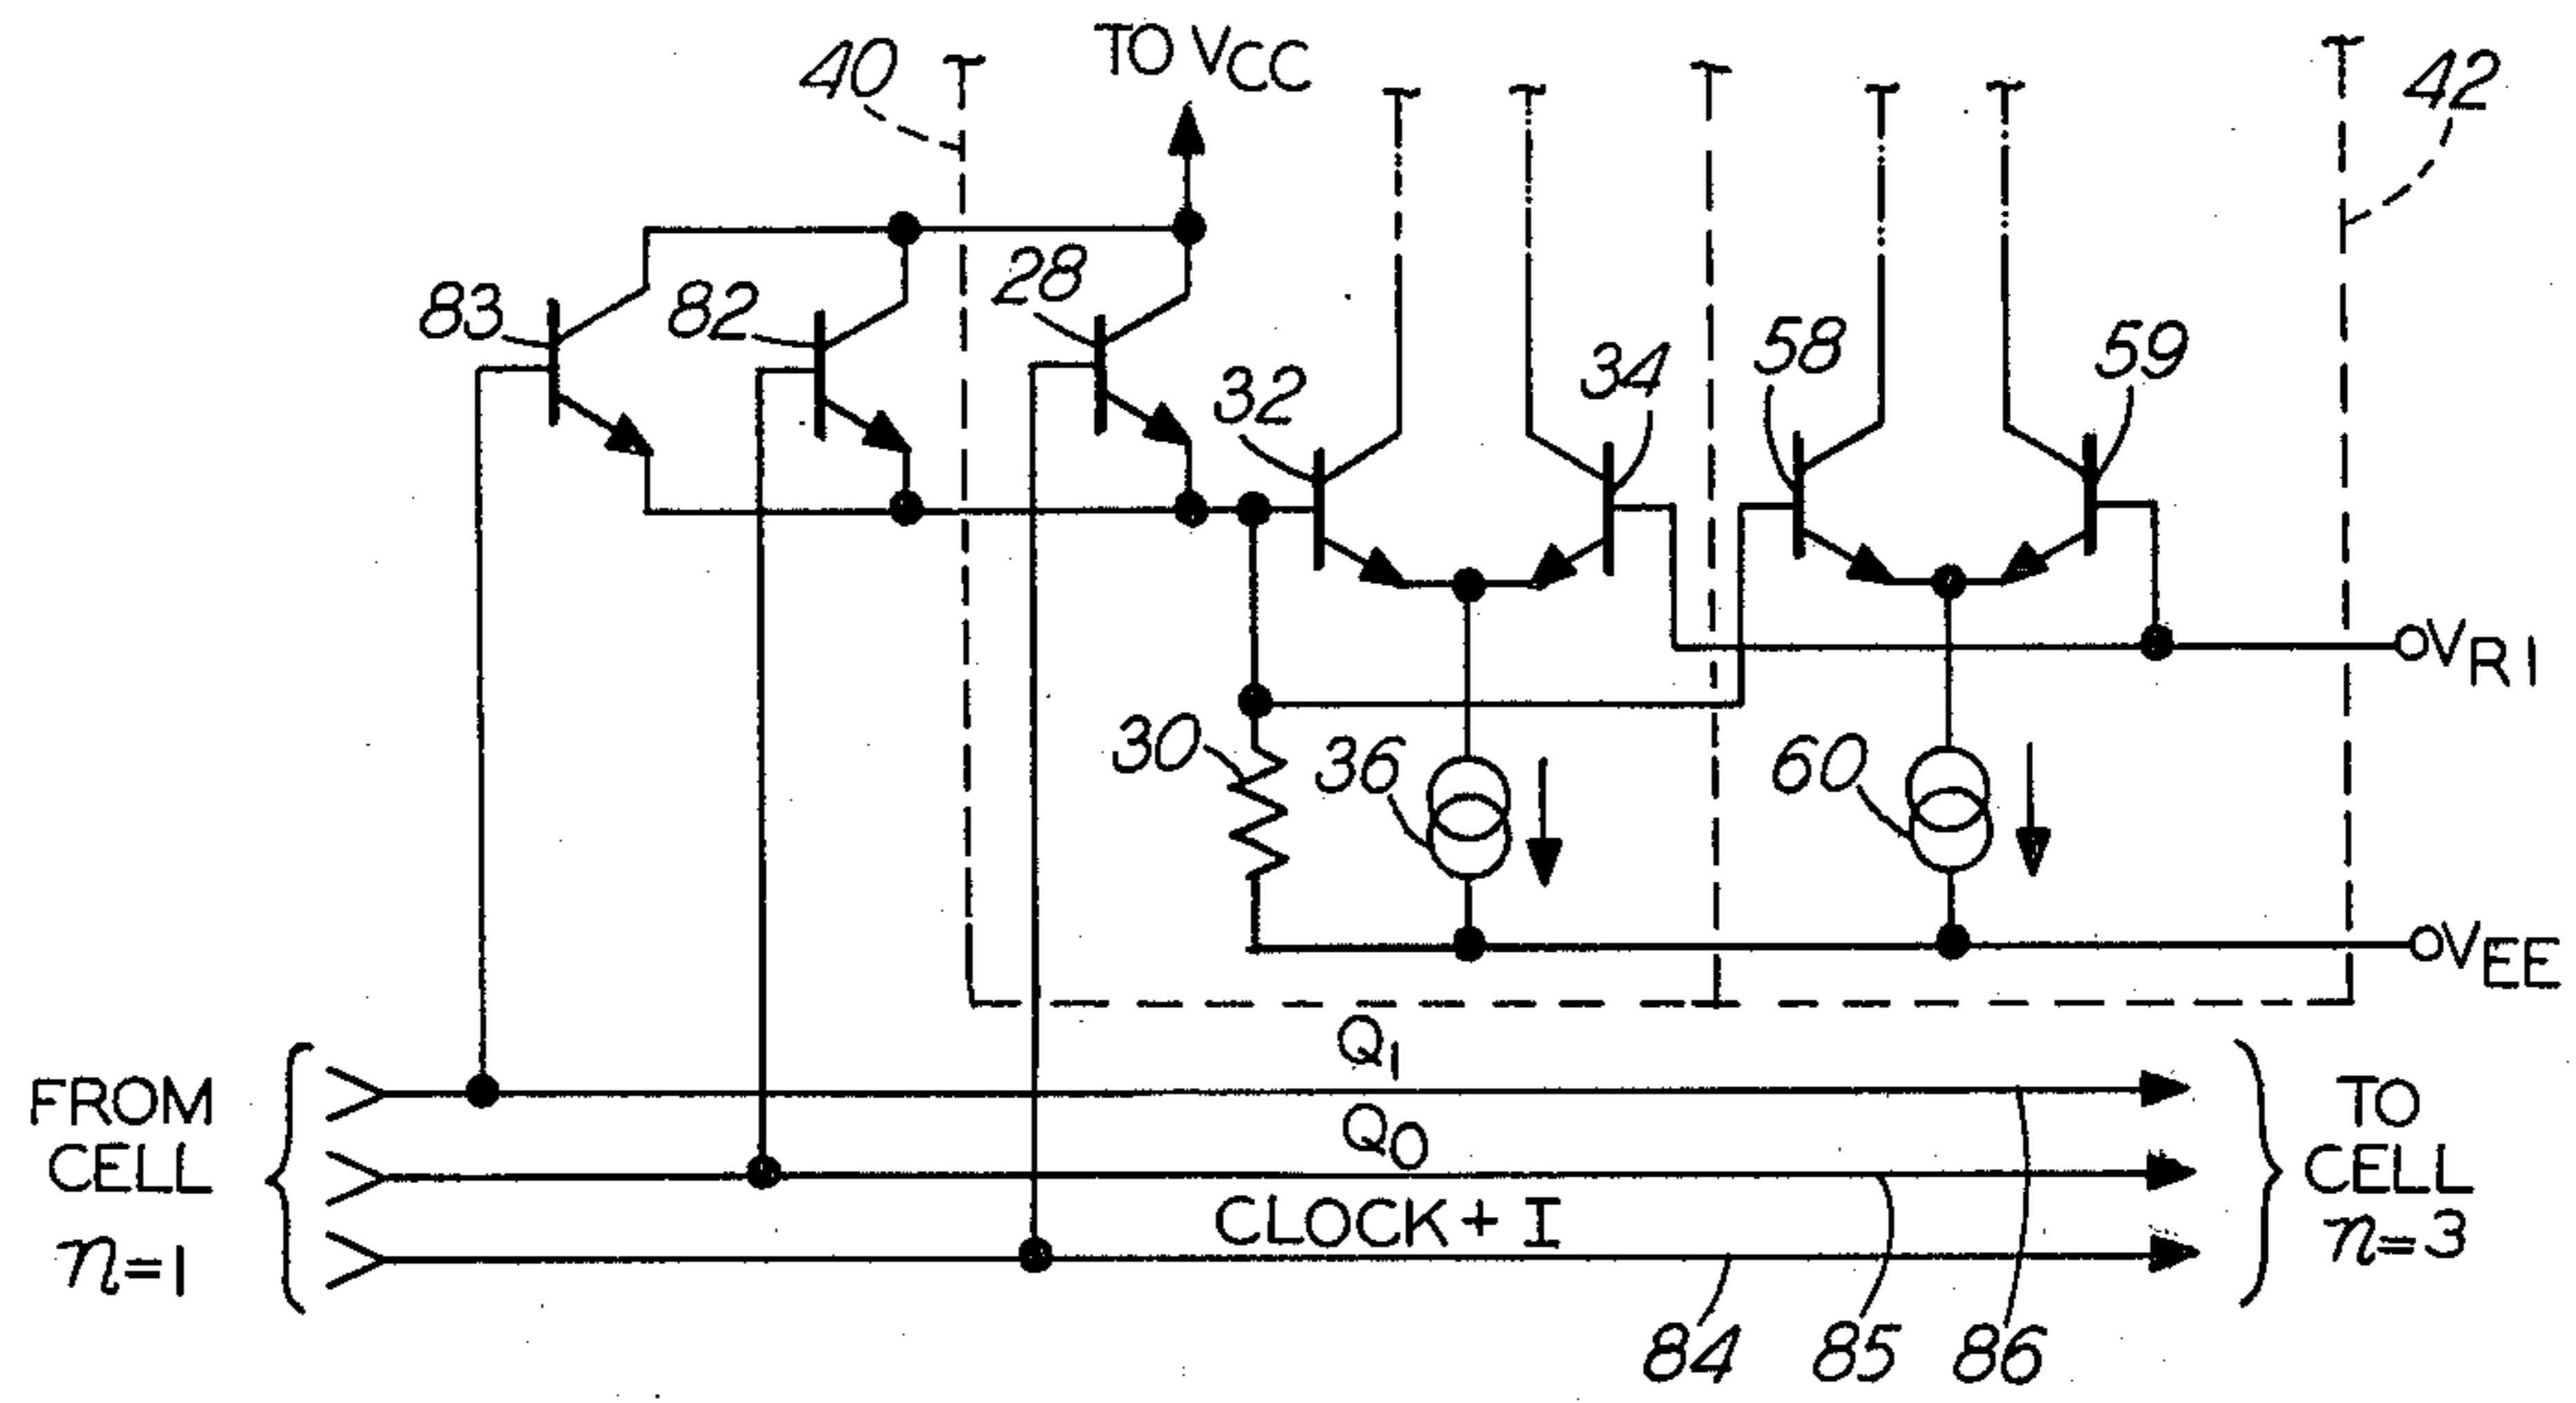 40
TO VCC
42
83
82
28
32
34
58
59
VR1
30
36
60
VEE
Q1
FROM CELL n=1
Q0
TO CELL n=3
CLOCK + I
84
85
86